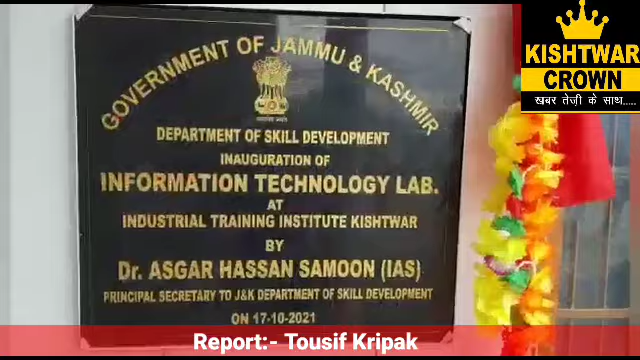 GOVERNMENT OF JAMMU & KASHMIR
DEPARTMENT OF SKILL DEVELOPMENT
INAUGURATION OF
INFORMATION TECHNOLOGY LAB.
AT
INDUSTRIAL TRAINING INSTITUTE KISHTWAR
BY
Dr. ASGAR HASSAN SAMOON (IAS)
PRINCIPAL SECRETARY TO J&K DEPARTMENT OF SKILL DEVELOPMENT
ON 17-10-2021
KISHTWAR
CROWN
खबर तेज़ी के साथ.....
Report:- Tousif Kripak